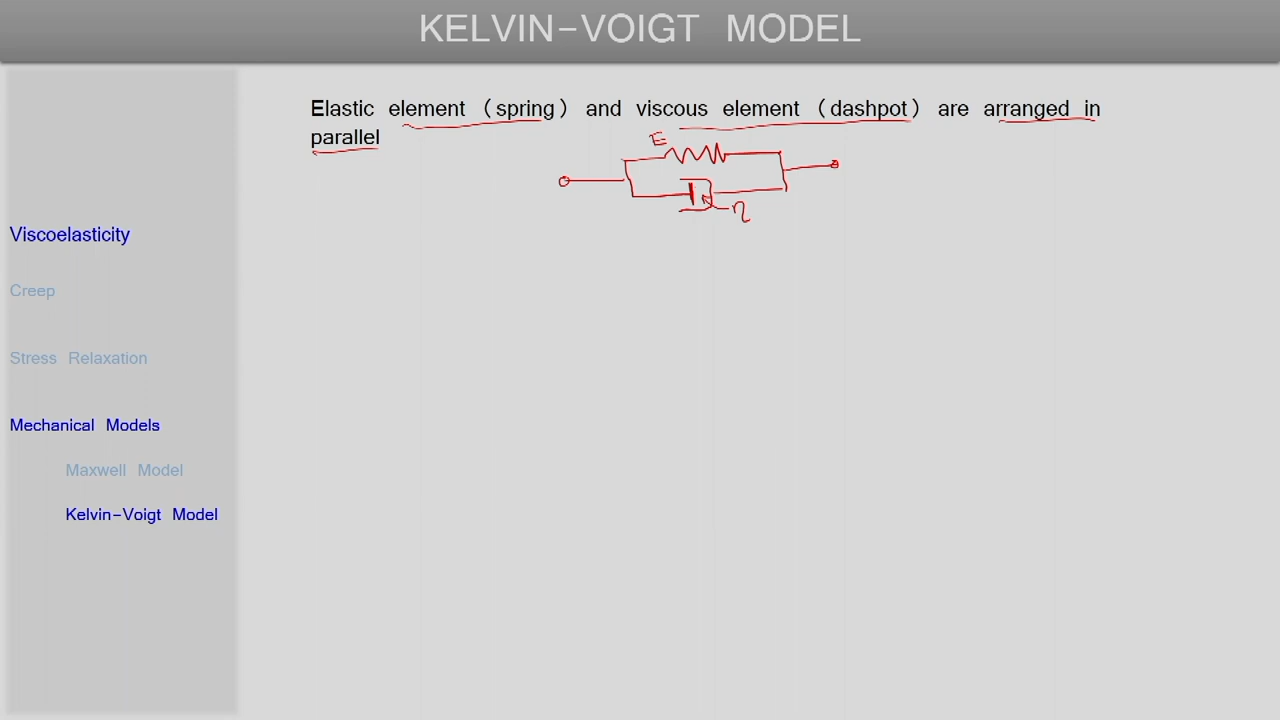 KELVIN-VOIGT MODEL
Elastic element (spring) and viscous element (dashpot) are arranged in
parallel
E
η
Viscoelasticity
Creep
Stress Relaxation
Mechanical Models
Maxwell Model
Kelvin-Voigt Model